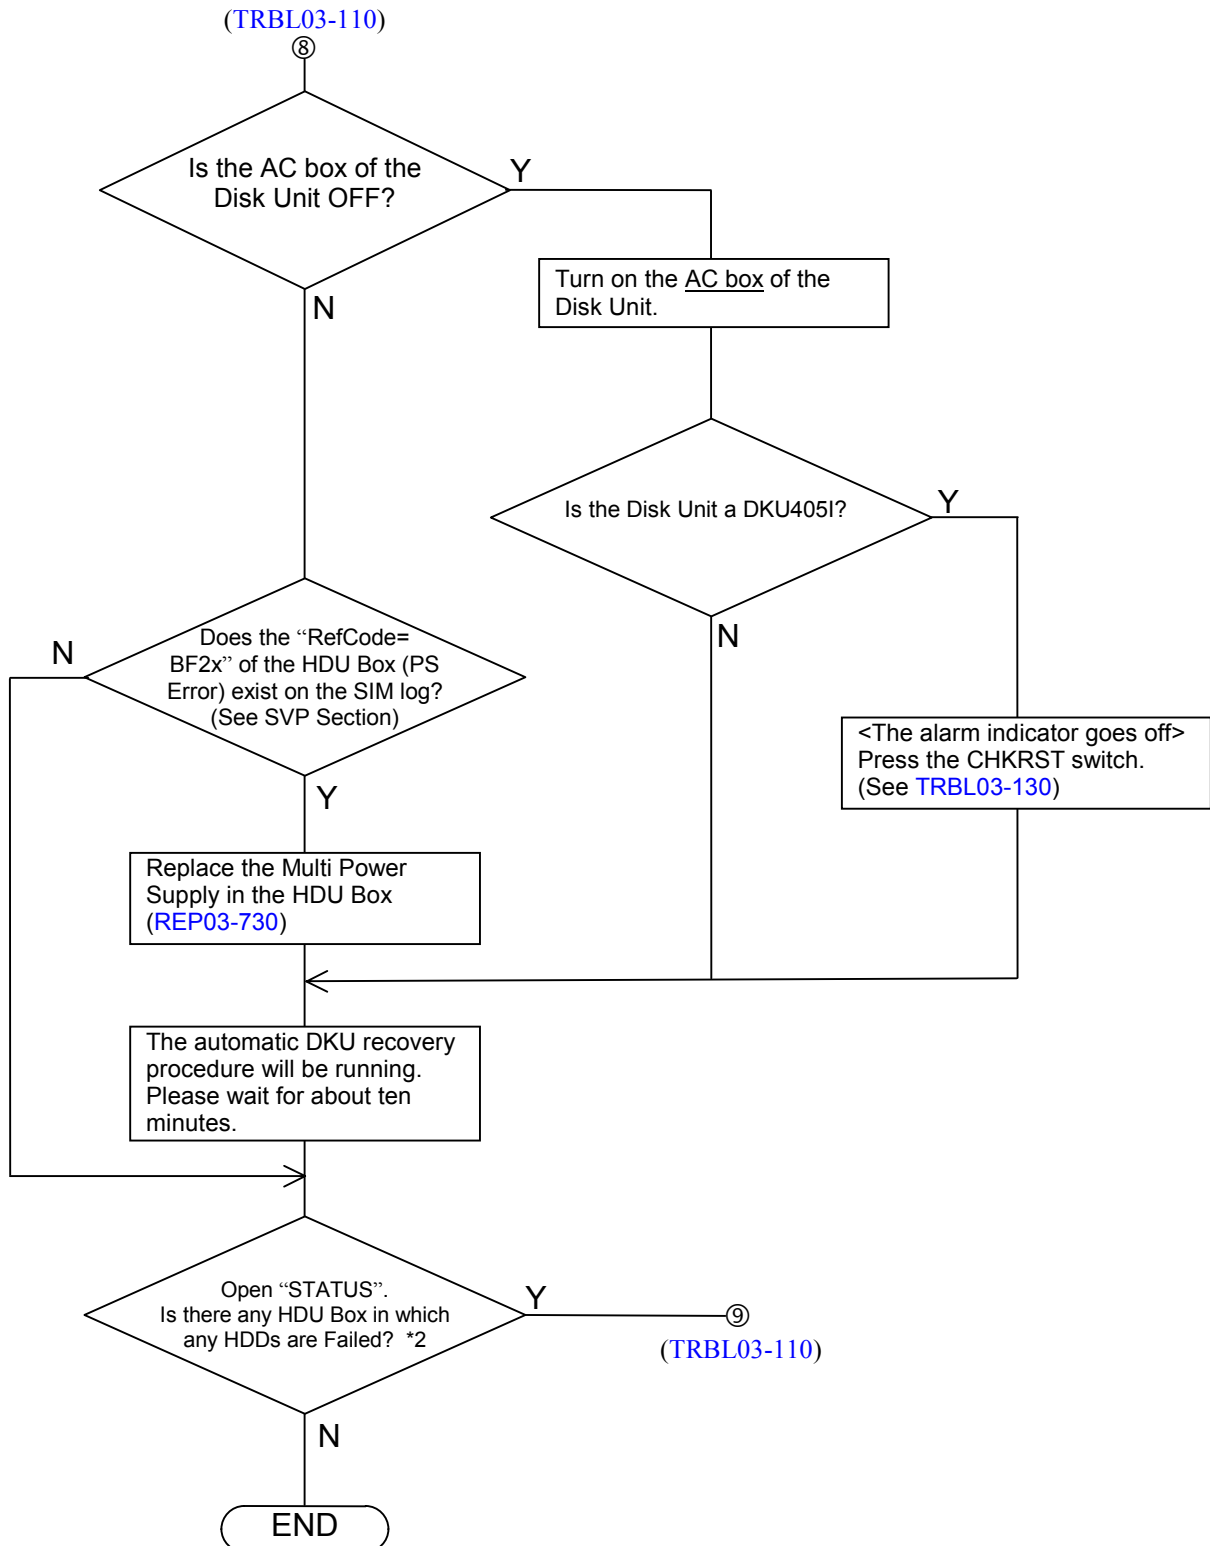 (TRBL03-110)
⑧
Is the AC box of the
Disk Unit OFF?
Y
N
Turn on the AC box of the
Disk Unit.
Is the Disk Unit a DKU405I?
Y
N
Does the “RefCode=
BF2x” of the HDU Box (PS
Error) exist on the SIM log?
(See SVP Section)
N
Y
<The alarm indicator goes off>
Press the CHKRST switch.
(See TRBL03-130)
Replace the Multi Power
Supply in the HDU Box
(REP03-730)
The automatic DKU recovery
procedure will be running.
Please wait for about ten
minutes.
Open “STATUS”.
Is there any HDU Box in which
any HDDs are Failed? *2
Y
⑨
(TRBL03-110)
N
END